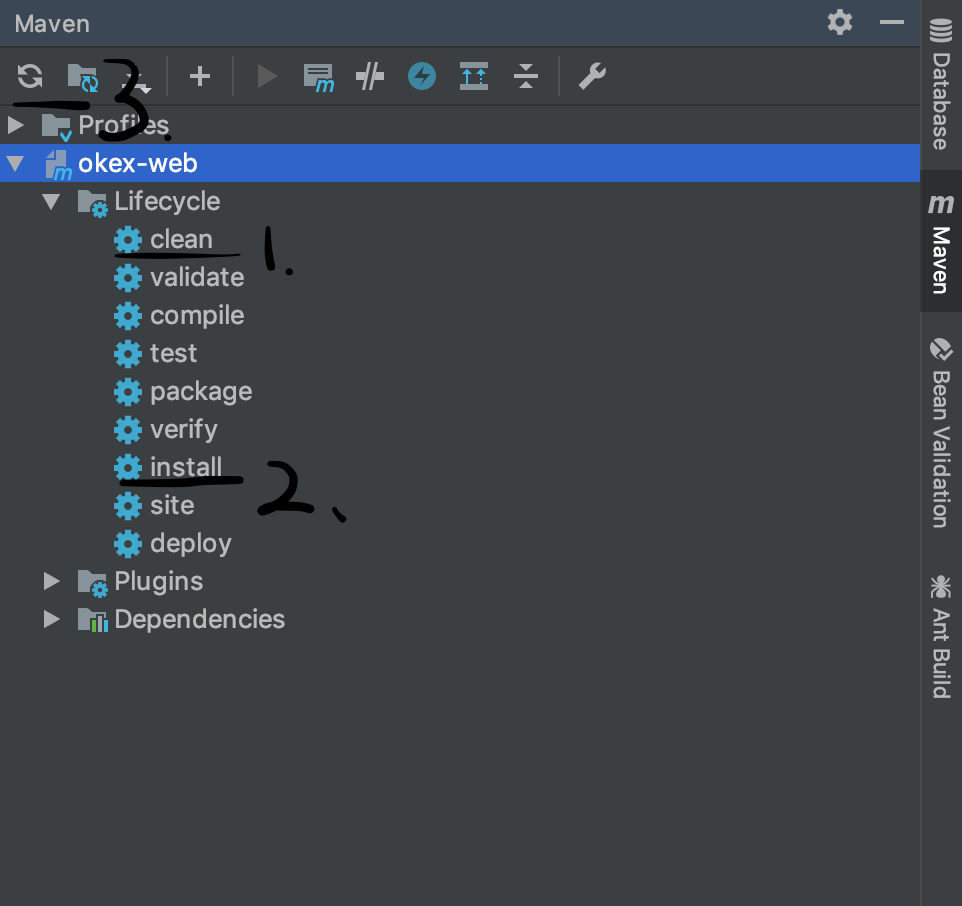 Maven
3.
Profiles
okex-web
Lifecycle
clean 1.
validate
compile
test
package
verify
install 2、
site
deploy
Plugins
Dependencies
Database
m Maven
Bean Validation
Ant Build